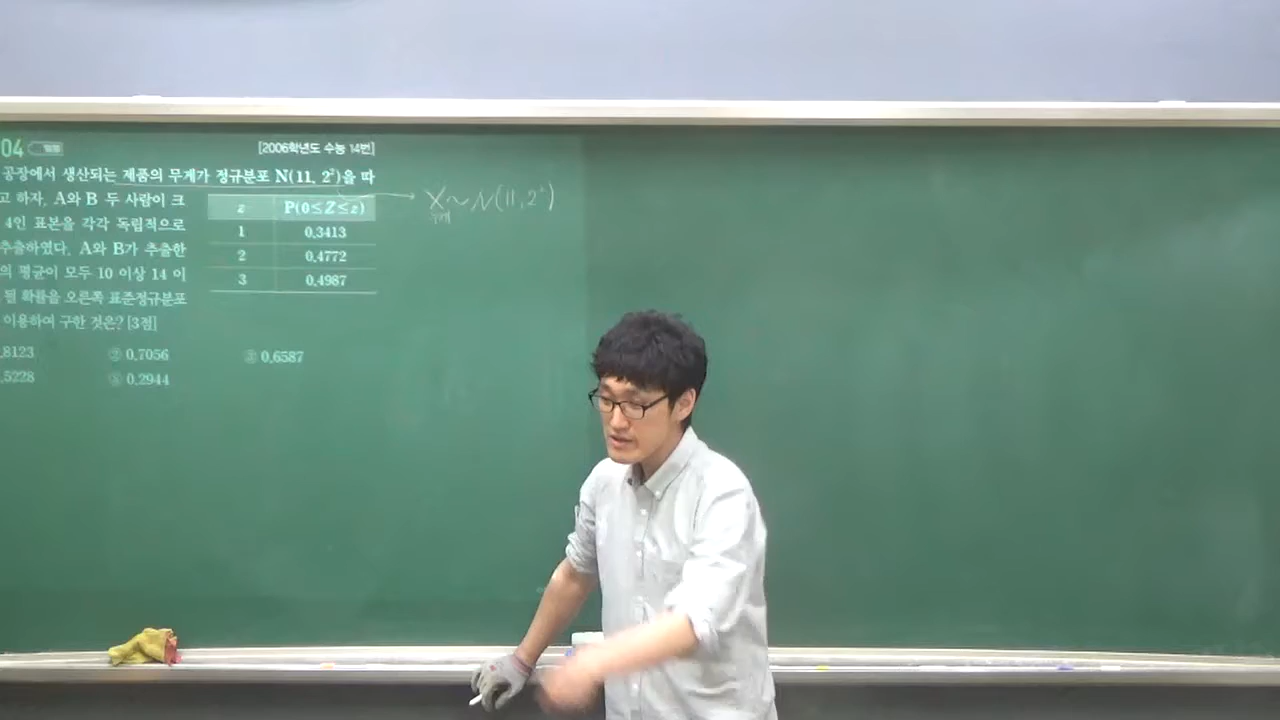 04
[2006학년도 수능 14번]
공장에서 생산되는 제품의 무게가 정규분포 N(11, 2²)을 따
고 하자. A와 B 두 사람이 크
4인 표본을 각각 독립적으로
추출하였다. A와 B가 추출한
의 평균이 모두 10 이상 14 이
될 확률을 오른쪽 표준정규분포
이용하여 구한 것은? [3점]
z P(0≤Z≤z)
1 0.3413
2 0.4772
3 0.4987
.8123 ② 0.7056 ③ 0.6587
.5228 ⑤ 0.2944
X~N(11, 2²)
무게